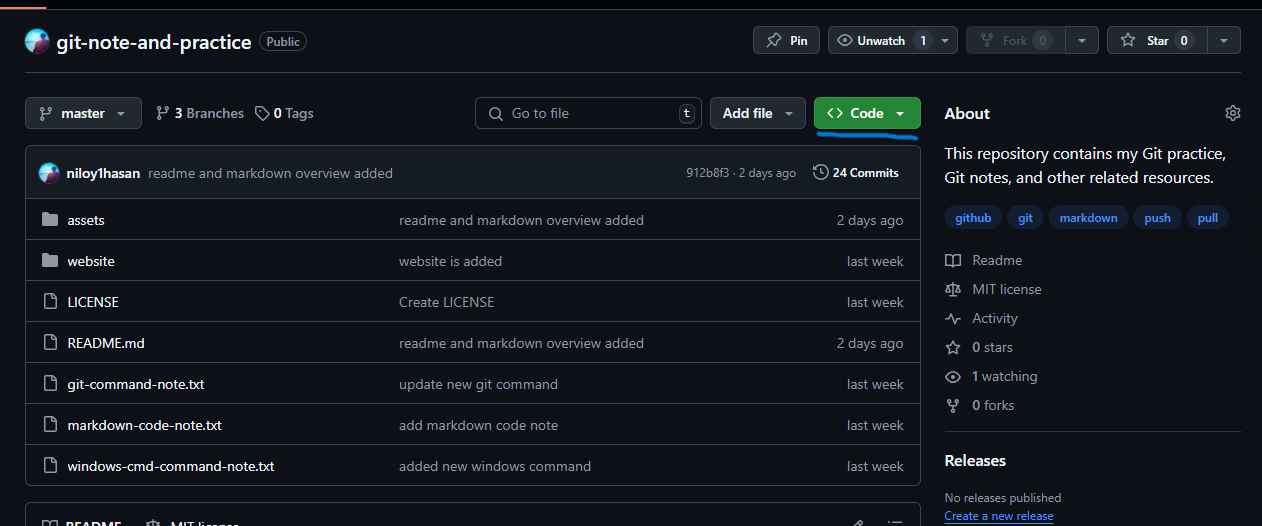 git-note-and-practice Public
Pin Unwatch 1 Fork 0 Star 0
master 3 Branches 0 Tags Go to file t Add file <> Code
niloy1hasan readme and markdown overview added 912b8f3 · 2 days ago 24 Commits
assets readme and markdown overview added 2 days ago
website website is added last week
LICENSE Create LICENSE last week
README.md readme and markdown overview added 2 days ago
git-command-note.txt update new git command last week
markdown-code-note.txt add markdown code note last week
windows-cmd-command-note.txt added new windows command last week
README MIT license
About
This repository contains my Git practice,
Git notes, and other related resources.
github git markdown push pull
Readme
MIT license
Activity
0 stars
1 watching
0 forks
Releases
No releases published
Create a new release